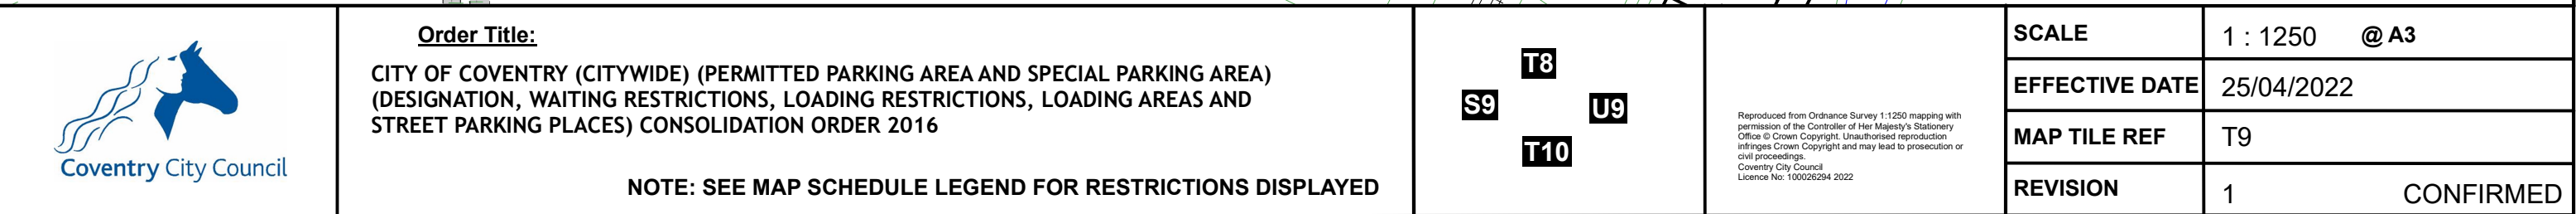 Coventry City Council
Order Title:
CITY OF COVENTRY (CITYWIDE) (PERMITTED PARKING AREA AND SPECIAL PARKING AREA)
(DESIGNATION, WAITING RESTRICTIONS, LOADING RESTRICTIONS, LOADING AREAS AND
STREET PARKING PLACES) CONSOLIDATION ORDER 2016
NOTE: SEE MAP SCHEDULE LEGEND FOR RESTRICTIONS DISPLAYED
T8
S9 U9
T10
Reproduced from Ordnance Survey 1:1250 mapping with
permission of the Controller of Her Majesty's Stationery
Office © Crown Copyright. Unauthorised reproduction
infringes Crown Copyright and may lead to prosecution or
civil proceedings.
Coventry City Council
Licence No: 100026294 2022
SCALE 1 : 1250 @ A3
EFFECTIVE DATE 25/04/2022
MAP TILE REF T9
REVISION 1 CONFIRMED